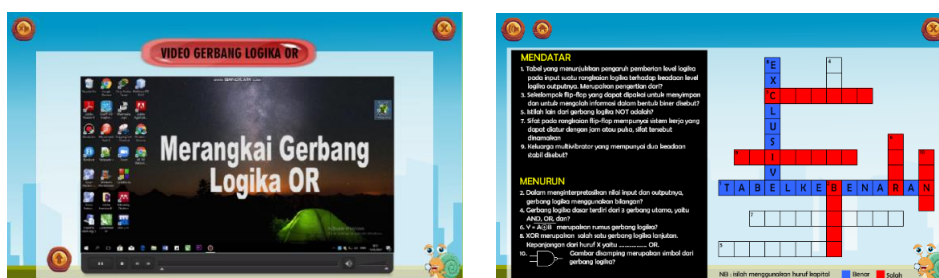 VIDEO GERBANG LOGIKA OR
Merangkai Gerbang
Logika OR
MENDATAR
1. Tabel yang menunjukkan pengaruh pemberian level logika
pada input suatu rangkaian logika terhadap keadaan level
logika outputnya. Merupakan pengertian dari?
3. Sekelompok flip-flop yang dapat dipakai untuk menyimpan
dan untuk mengolah informasi dalam bentuk biner disebut?
5. Istilah lain dari gerbang logika NOT adalah?
7. Sifat pada rangkaian flip-flop mempunyai sistem kerja yang
dapat diatur dengan jam atau pulsa, sifat tersebut
dinamakan
9. Keluarga multivibrator yang mempunyai dua keadaan
stabil disebut?
MENURUN
2. Dalam menginterpretasikan nilai input dan outputnya,
gerbang logika menggunakan bilangan?
4. Gerbang logika dasar terdiri dari 3 gerbang utama, yaitu
AND, OR, dan?
6. Y = A⊕B merupakan rumus gerbang logika?
8. XOR merupakan salah satu gerbang logika lanjutan.
Kepanjangan dari huruf X yaitu ............... OR.
10. Gambar disamping merupakan simbol dari
gerbang logika?
E
X
C
L
U
S
I
V
T A B E L K E B E N A R A N
NB : isilah menggunakan huruf kapital
Benar
Salah